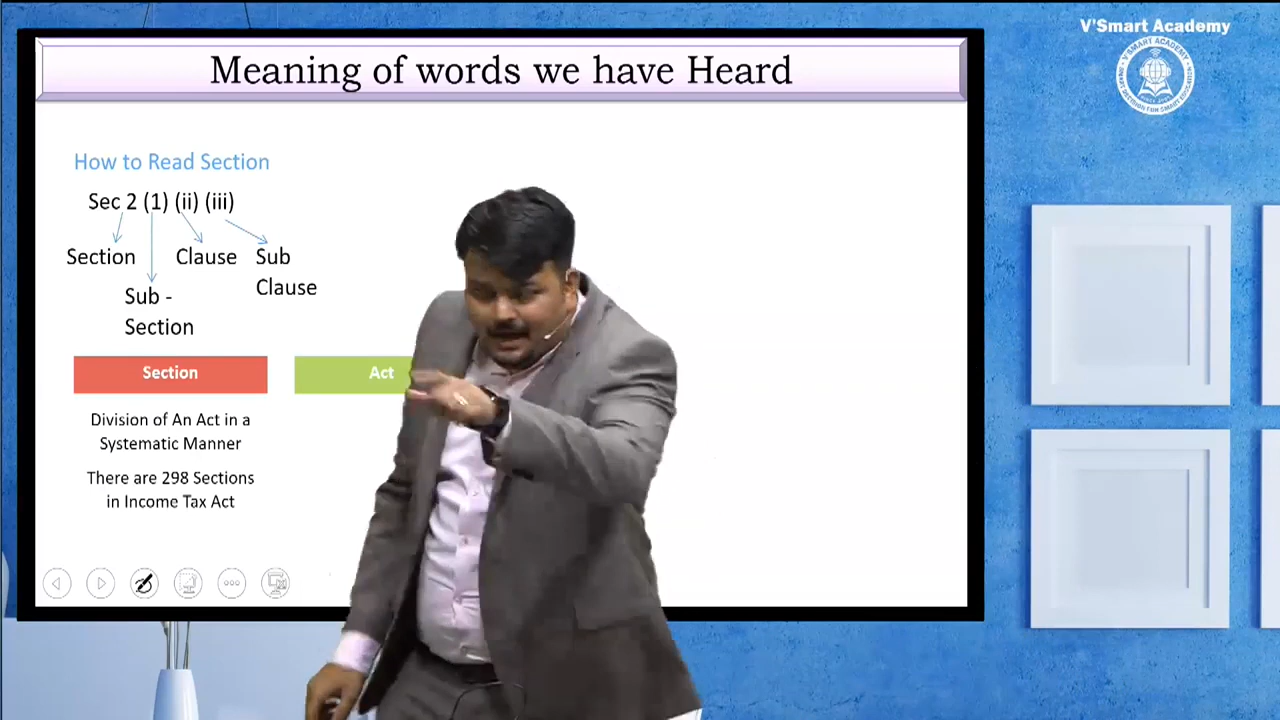 V'Smart Academy
V'SMART ACADEMY
Meaning of words we have Heard
How to Read Section
Sec 2 (1) (ii) (iii)
Section
Clause
Sub
Clause
Sub -
Section
Section
Act
Division of An Act in a
Systematic Manner
There are 298 Sections
in Income Tax Act